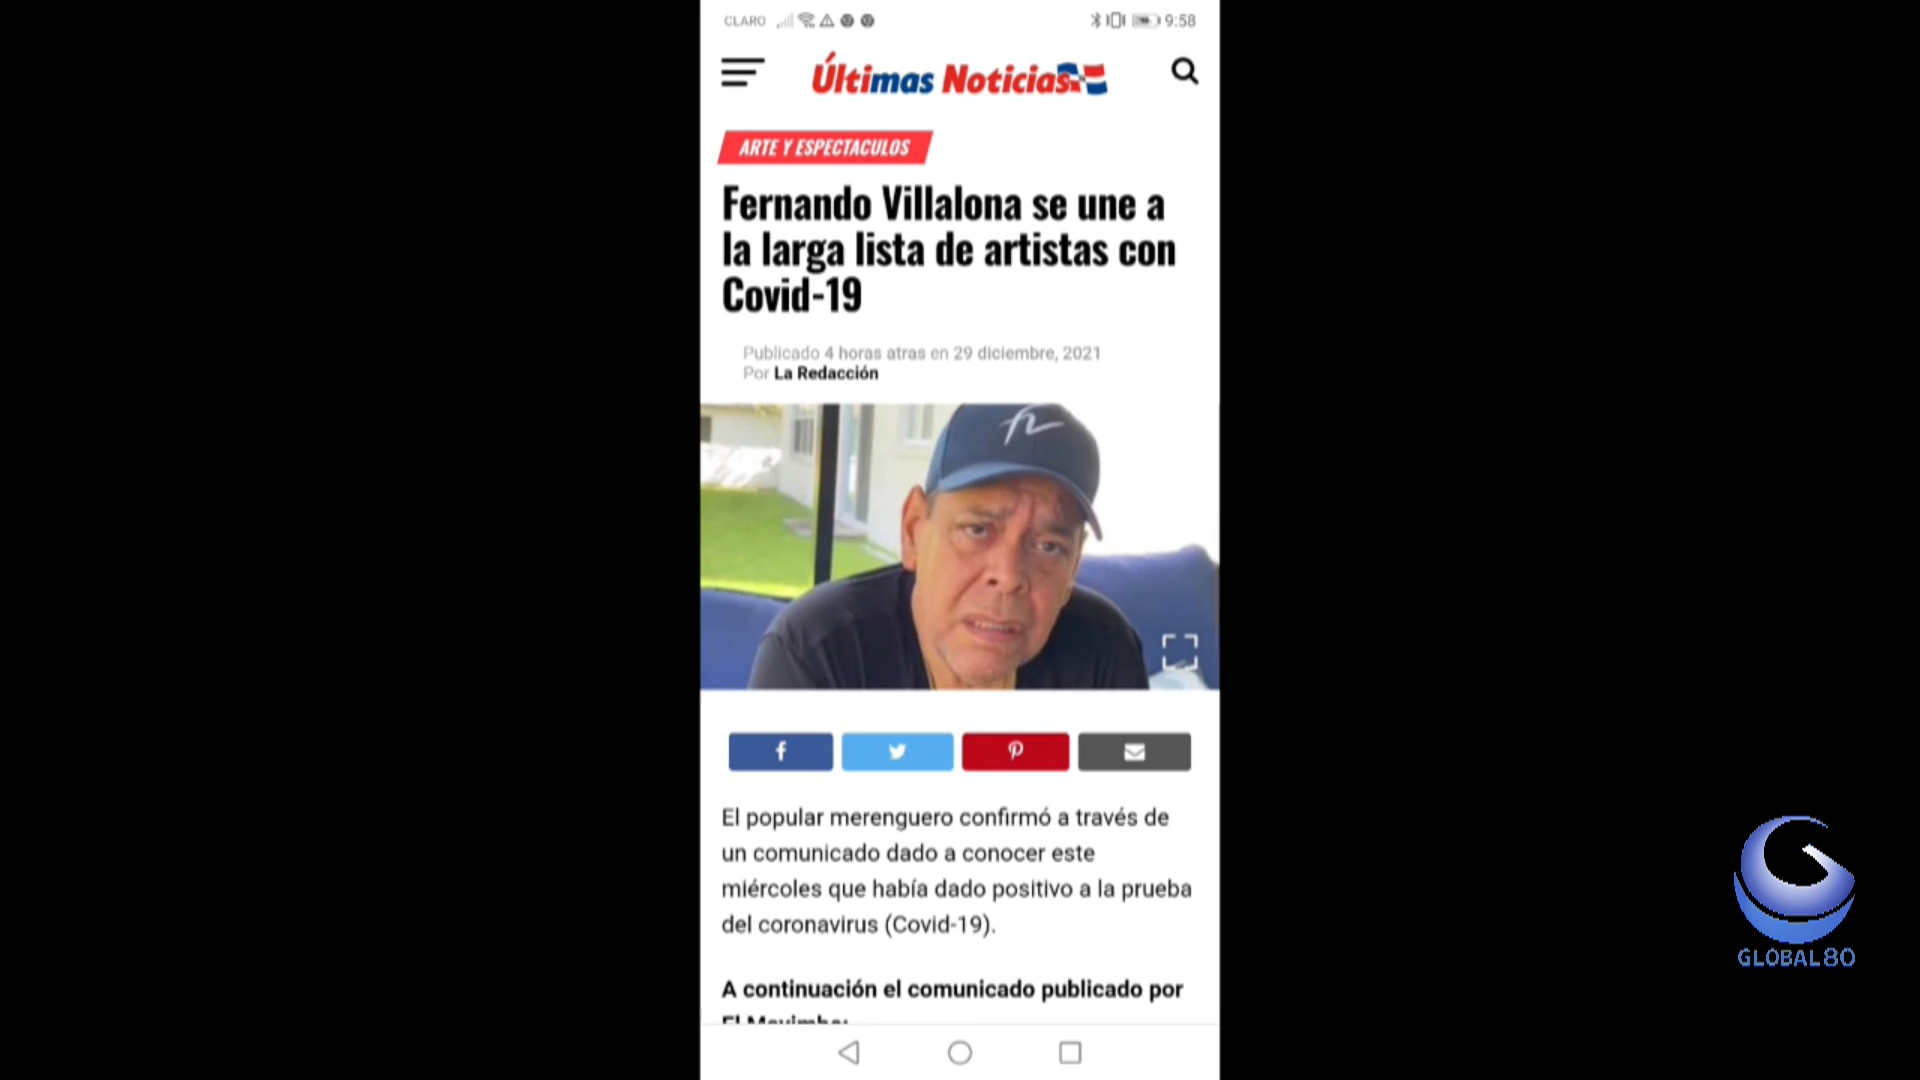 CLARO
9:58
Últimas Noticias
ARTE Y ESPECTACULOS
Fernando Villalona se une a
la larga lista de artistas con
Covid-19
Publicado 4 horas atras en 29 diciembre, 2021
Por La Redacción
El popular merenguero confirmó a través de
un comunicado dado a conocer este
miércoles que había dado positivo a la prueba
del coronavirus (Covid-19).
A continuación el comunicado publicado por
GLOBAL80